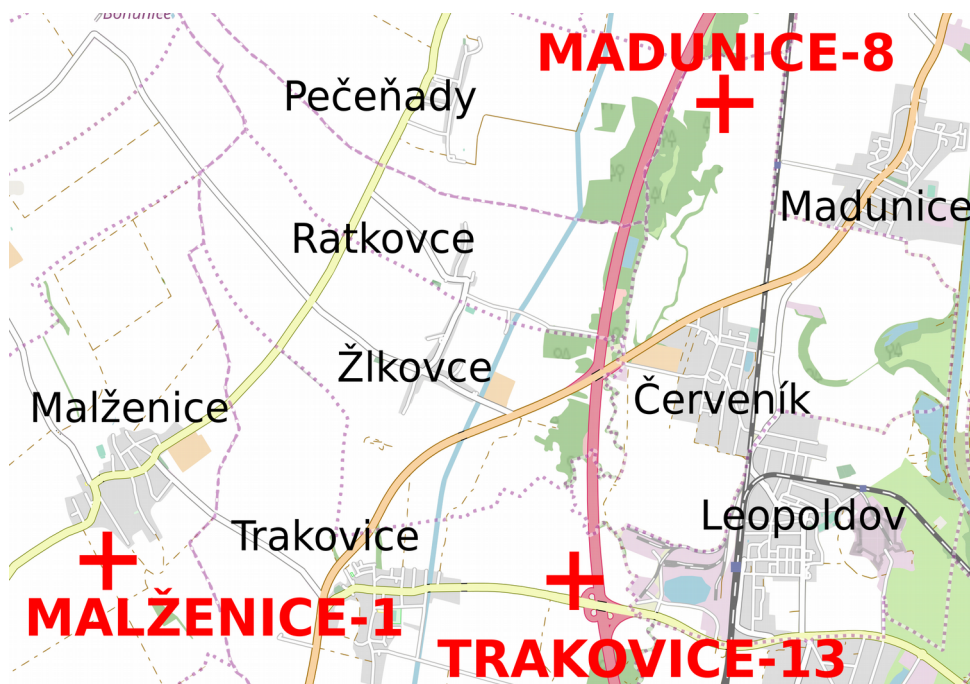 Bohunice
MADUNICE-8
Pečeňady
Madunice
Ratkovce
Žlkovce
Červeník
Malženice
Leopoldov
Trakovice
MALŽENICE-1
TRAKOVICE-13